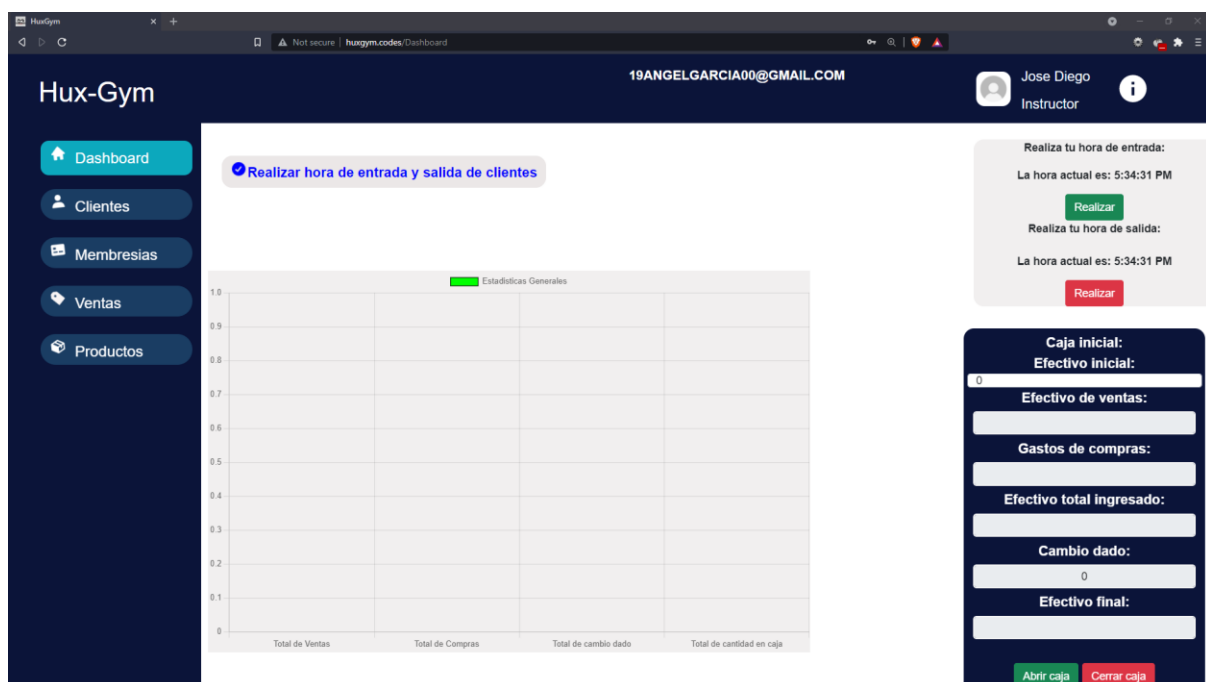 HuxGym
Not secure | huxgym.codes/Dashboard
Hux-Gym
19ANGELGARCIA00@GMAIL.COM
Jose Diego
Instructor
Dashboard
Clientes
Membresias
Ventas
Productos
Realizar hora de entrada y salida de clientes
Estadisticas Generales
1.0
0.9
0.8
0.7
0.6
0.5
0.4
0.3
0.2
0.1
0
Total de Ventas
Total de Compras
Total de cambio dado
Total de cantidad en caja
Realiza tu hora de entrada:
La hora actual es: 5:34:31 PM
Realizar
Realiza tu hora de salida:
La hora actual es: 5:34:31 PM
Realizar
Caja inicial:
Efectivo inicial:
0
Efectivo de ventas:
Gastos de compras:
Efectivo total ingresado:
Cambio dado:
0
Efectivo final:
Abrir caja
Cerrar caja